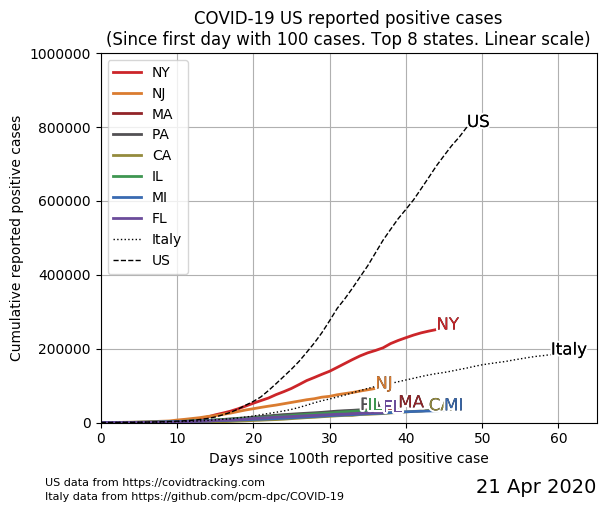 COVID-19 US reported positive cases
(Since first day with 100 cases. Top 8 states. Linear scale)
Cumulative reported positive cases
1000000
800000
600000
400000
200000
0
NY
NJ
MA
PA
CA
IL
MI
FL
Italy
US
US
NY
Italy
NJ
IL
FL
MA
CA
MI
0 10 20 30 40 50 60
Days since 100th reported positive case
US data from https://covidtracking.com
Italy data from https://github.com/pcm-dpc/COVID-19
21 Apr 2020